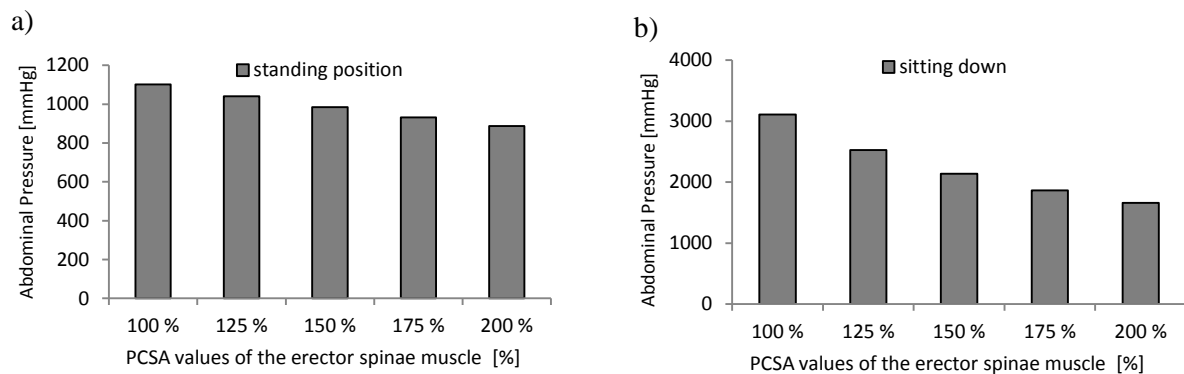 a)
Abdominal Pressure [mmHg]
1200
1000
800
600
400
200
0
standing position
100 % 125 % 150 % 175 % 200 %
PCSA values of the erector spinae muscle [%]
b)
Abdominal Pressure [mmHg]
4000
3000
2000
1000
0
sitting down
100 % 125 % 150 % 175 % 200 %
PCSA values of the erector spinae muscle [%]